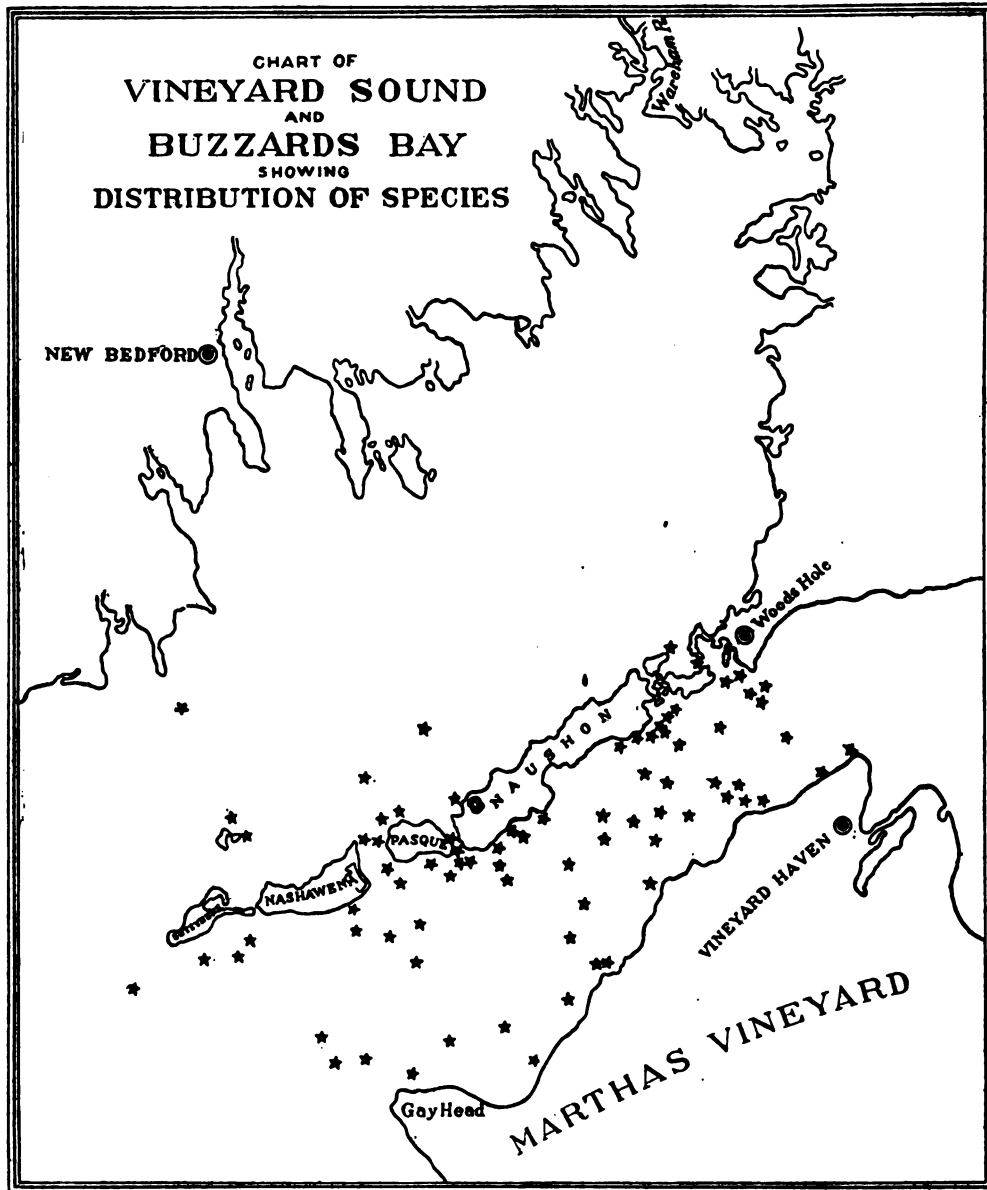 CHART OF
VINEYARD SOUND
AND
BUZZARDS BAY
SHOWING
DISTRIBUTION OF SPECIES
Wareham R.
NEW BEDFORD
Woods Hole
NAUSHON
PASQUE
NASHAWENA
VINEYARD HAVEN
MARTHAS VINEYARD
Gay Head